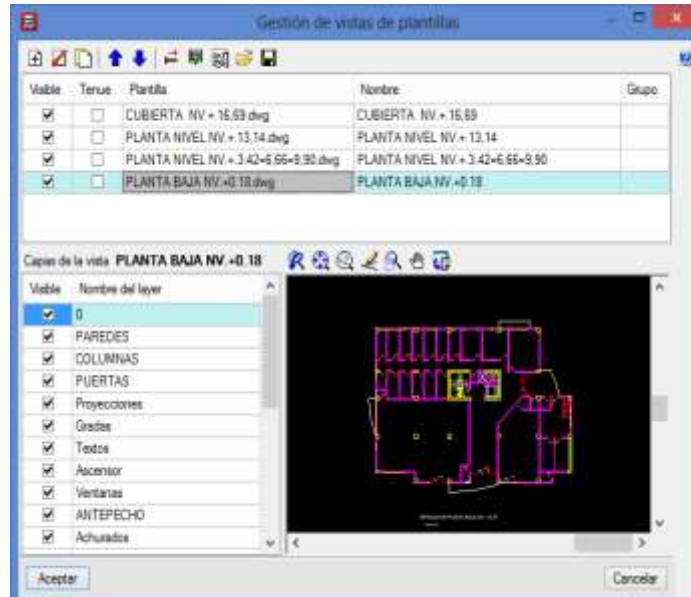 Gestión de vistas de plantillas
Visible Tenue Plantilla Nombre Grupo
CUBIERTA NV.+ 16,69.dwg CUBIERTA NV.+ 16,69
PLANTA NIVEL NV.+ 13,14.dwg PLANTA NIVEL NV.+ 13,14
PLANTA NIVEL NV.+ 3.42=6,66=9,90.dwg PLANTA NIVEL NV.+ 3.42=6,66=9,90
PLANTA BAJA NV.+0.18.dwg PLANTA BAJA NV.+0.18
Capas de la vista PLANTA BAJA NV.+0.18
Visible Nombre del layer
0
PAREDES
COLUMNAS
PUERTAS
Proyecciones
Gradas
Textos
Ascensor
Ventanas
ANTEPECHO
Achurados
Aceptar Cancelar